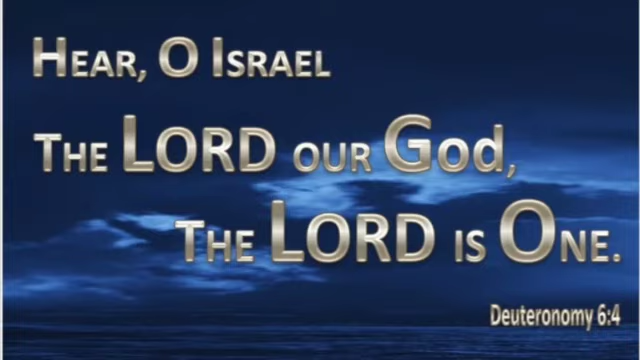 Hear, O Israel
The LORD our God,
The LORD is One.
Deuteronomy 6:4